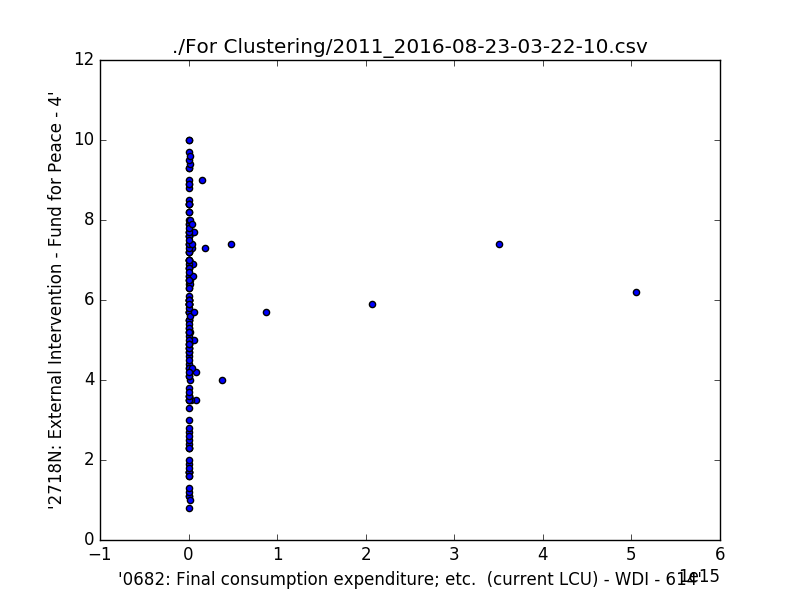 ./For Clustering/2011_2016-08-23-03-22-10.csv
12
10
8
6
4
2
0
'2718N: External Intervention - Fund for Peace - 4'
−1 0 1 2 3 4 5 6
1e15
'0682: Final consumption expenditure; etc.  (current LCU) - WDI - 614'